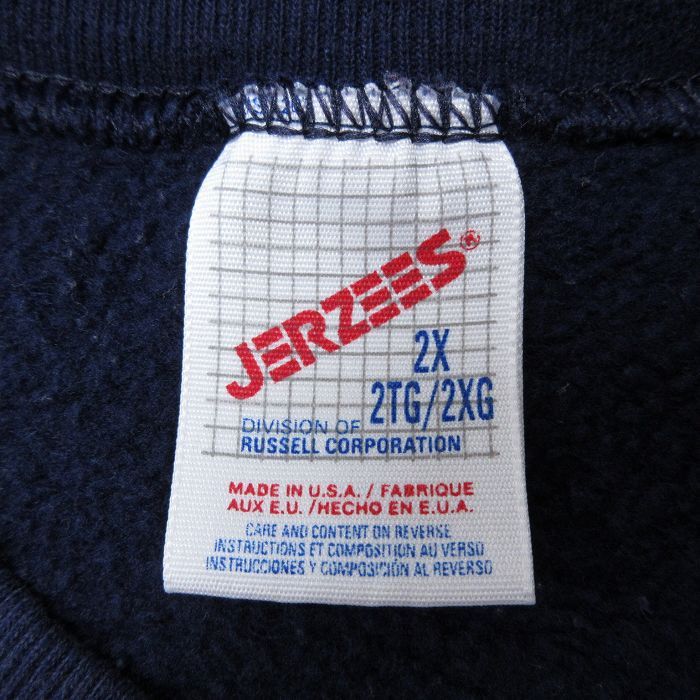 JERZEES®
2X
2TG/2XG
DIVISION OF
RUSSELL CORPORATION
MADE IN U.S.A. / FABRIQUE
AUX E.U. /HECHO EN E.U.A.
CARE AND CONTENT ON REVERSE
INSTRUCTIONS ET COMPOSITION AU VERSO
INSTRUCCIONES Y COMPOSICIÓN AL REVERSO